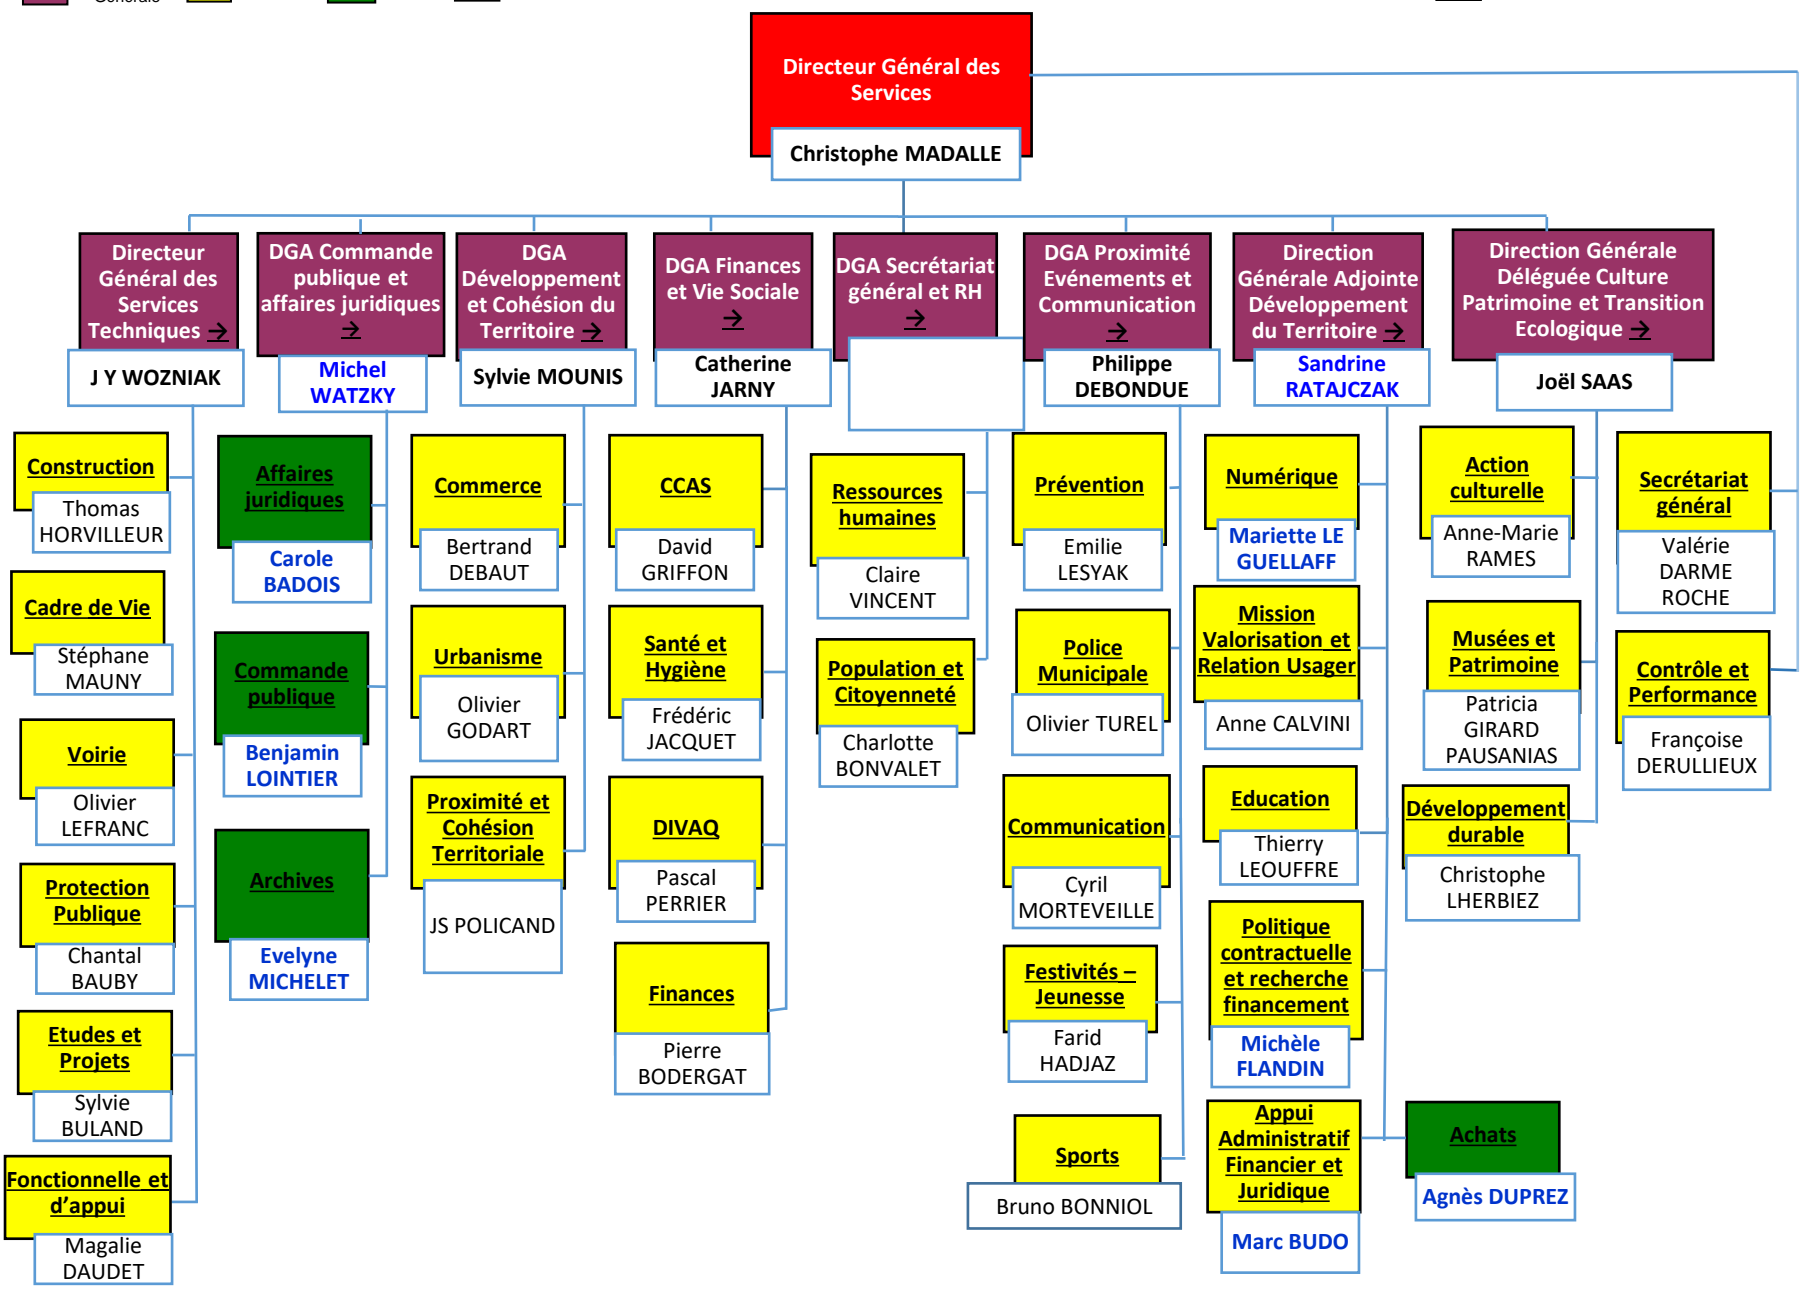 Générale
Directeur Général des
Services
Christophe MADALLE
Directeur
Général des
Services
Techniques →
J Y WOZNIAK
DGA Commande
publique et
affaires juridiques
→
Michel
WATZKY
DGA
Développement
et Cohésion du
Territoire →
Sylvie MOUNIS
DGA Finances
et Vie Sociale
→
Catherine
JARNY
DGA Secrétariat
général et RH
→
DGA Proximité
Evénements et
Communication
→
Philippe
DEBONDUE
Direction
Générale Adjointe
Développement
du Territoire →
Sandrine
RATAJCZAK
Direction Générale
Déléguée Culture
Patrimoine et Transition
Ecologique →
Joël SAAS
Construction
Thomas
HORVILLEUR
Cadre de Vie
Stéphane
MAUNY
Voirie
Olivier
LEFRANC
Protection
Publique
Chantal
BAUBY
Etudes et
Projets
Sylvie
BULAND
Fonctionnelle et
d’appui
Magalie
DAUDET
Affaires
juridiques
Carole
BADOIS
Commande
publique
Benjamin
LOINTIER
Archives
Evelyne
MICHELET
Commerce
Bertrand
DEBAUT
Urbanisme
Olivier
GODART
Proximité et
Cohésion
Territoriale
JS POLICAND
CCAS
David
GRIFFON
Santé et
Hygiène
Frédéric
JACQUET
DIVAQ
Pascal
PERRIER
Finances
Pierre
BODERGAT
Ressources
humaines
Claire
VINCENT
Population et
Citoyenneté
Charlotte
BONVALET
Prévention
Emilie
LESYAK
Police
Municipale
Olivier TUREL
Communication
Cyril
MORTEVEILLE
Festivités –
Jeunesse
Farid
HADJAZ
Sports
Bruno BONNIOL
Numérique
Mariette LE
GUELLAFF
Mission
Valorisation et
Relation Usager
Anne CALVINI
Education
Thierry
LEOUFFRE
Politique
contractuelle
et recherche
financement
Michèle
FLANDIN
Appui
Administratif
Financier et
Juridique
Marc BUDO
Achats
Agnès DUPREZ
Action
culturelle
Anne-Marie
RAMES
Musées et
Patrimoine
Patricia
GIRARD
PAUSANIAS
Développement
durable
Christophe
LHERBIEZ
Secrétariat
général
Valérie
DARME
ROCHE
Contrôle et
Performance
Françoise
DERULLIEUX